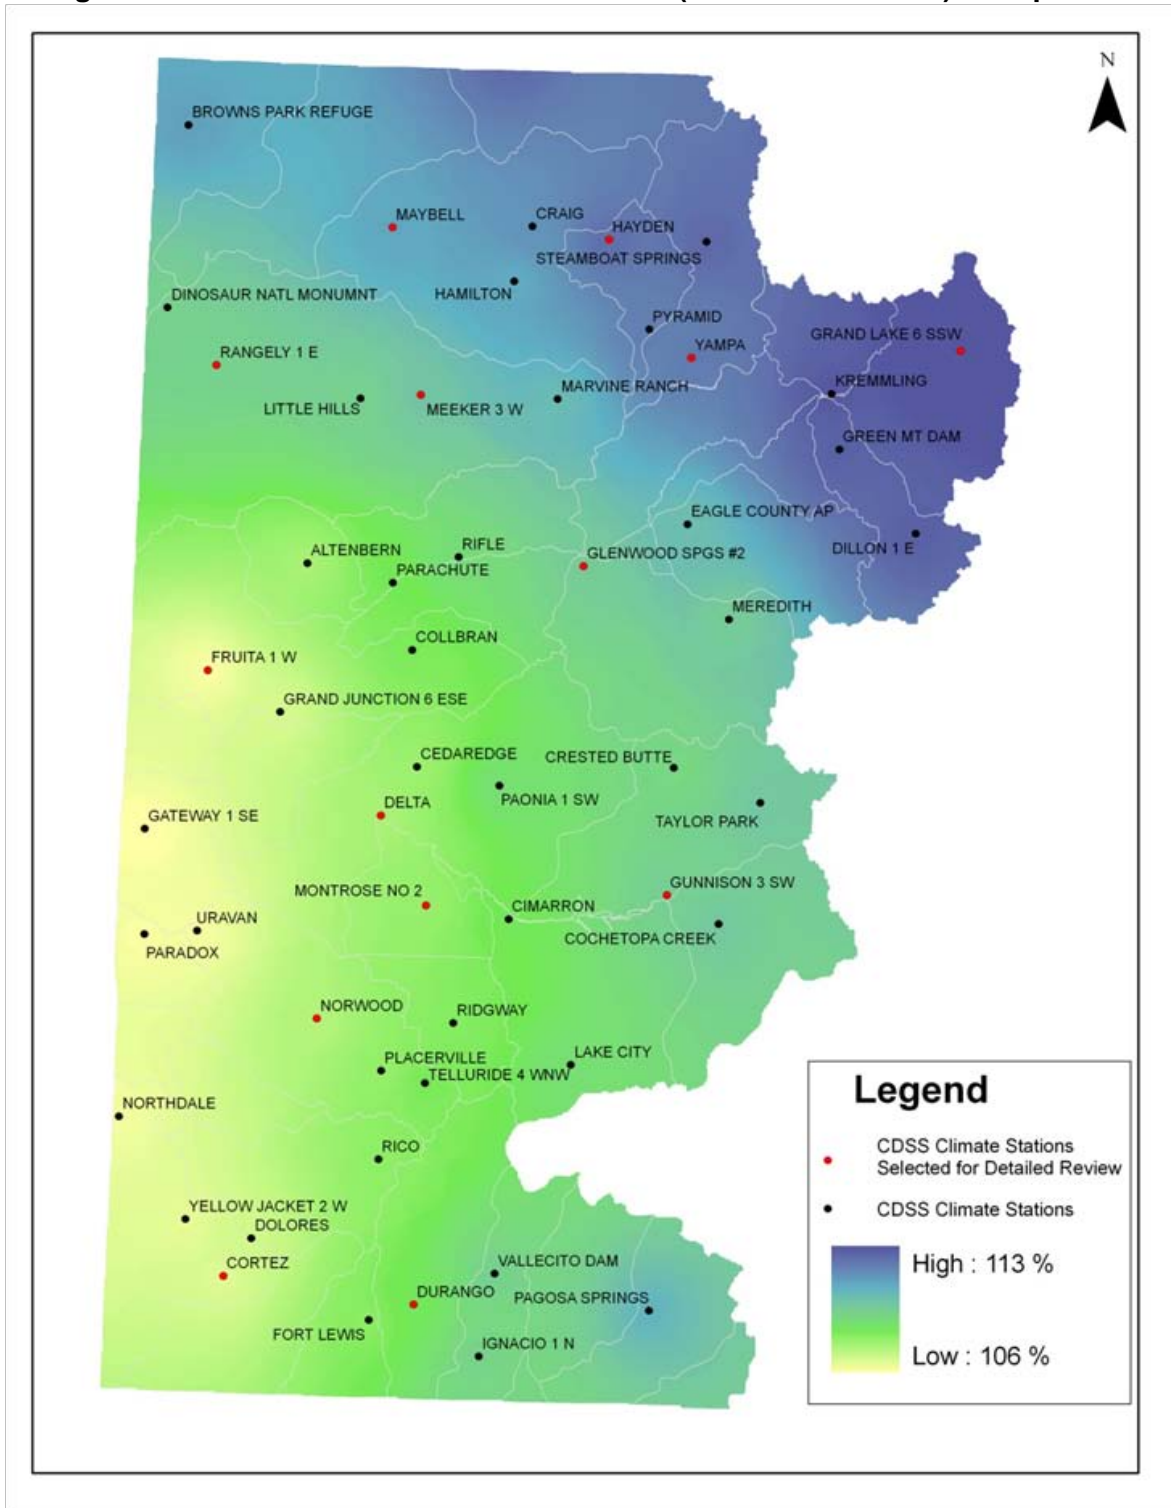 N
BROWNS PARK REFUGE
MAYBELL
CRAIG
HAYDEN
STEAMBOAT SPRINGS
HAMILTON
DINOSAUR NATL MONUMNT
PYRAMID
GRAND LAKE 6 SSW
YAMPA
RANGELY 1 E
KREMMLING
MARVINE RANCH
LITTLE HILLS
MEEKER 3 W
GREEN MT DAM
EAGLE COUNTY AP
RIFLE
ALTENBERN
GLENWOOD SPGS #2
DILLON 1 E
PARACHUTE
MEREDITH
COLLBRAN
FRUITA 1 W
GRAND JUNCTION 6 ESE
CEDAREDGE
CRESTED BUTTE
PAONIA 1 SW
DELTA
GATEWAY 1 SE
TAYLOR PARK
GUNNISON 3 SW
MONTROSE NO 2
CIMARRON
URAVAN
COCHETOPA CREEK
PARADOX
NORWOOD
RIDGWAY
LAKE CITY
PLACERVILLE
TELLURIDE 4 WNW
NORTHDALE
RICO
YELLOW JACKET 2 W
DOLORES
CORTEZ
VALLECITO DAM
DURANGO
PAGOSA SPRINGS
FORT LEWIS
IGNACIO 1 N
Legend
CDSS Climate Stations
Selected for Detailed Review
CDSS Climate Stations
High : 113 %
Low : 106 %